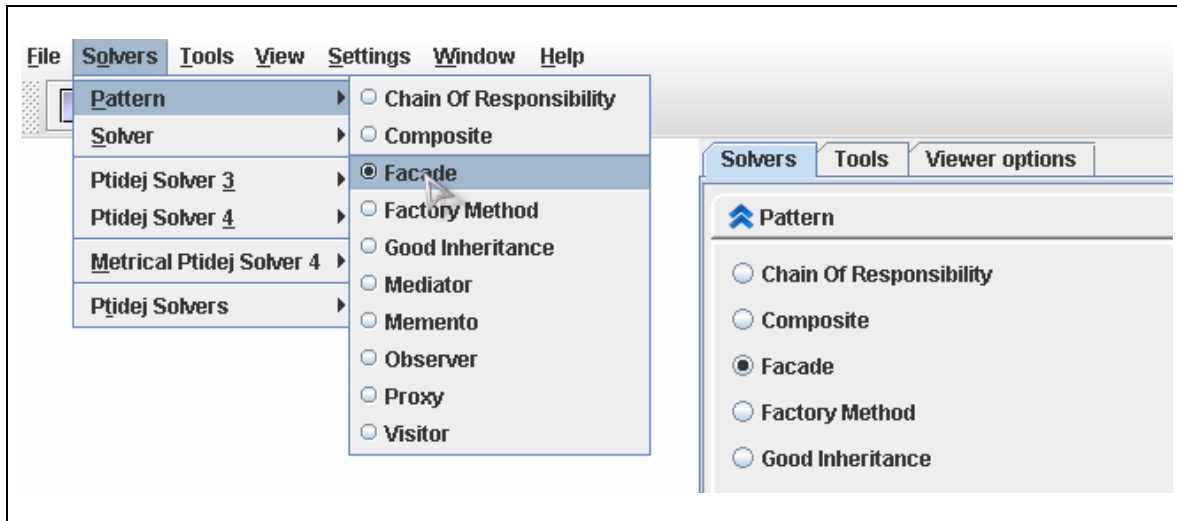 File Solvers Tools View Settings Window Help
Pattern
Solver
Ptidej Solver 3
Ptidej Solver 4
Metrical Ptidej Solver 4
Ptidej Solvers
Chain Of Responsibility
Composite
Facade
Factory Method
Good Inheritance
Mediator
Memento
Observer
Proxy
Visitor
Solvers Tools Viewer options
Pattern
Chain Of Responsibility
Composite
Facade
Factory Method
Good Inheritance